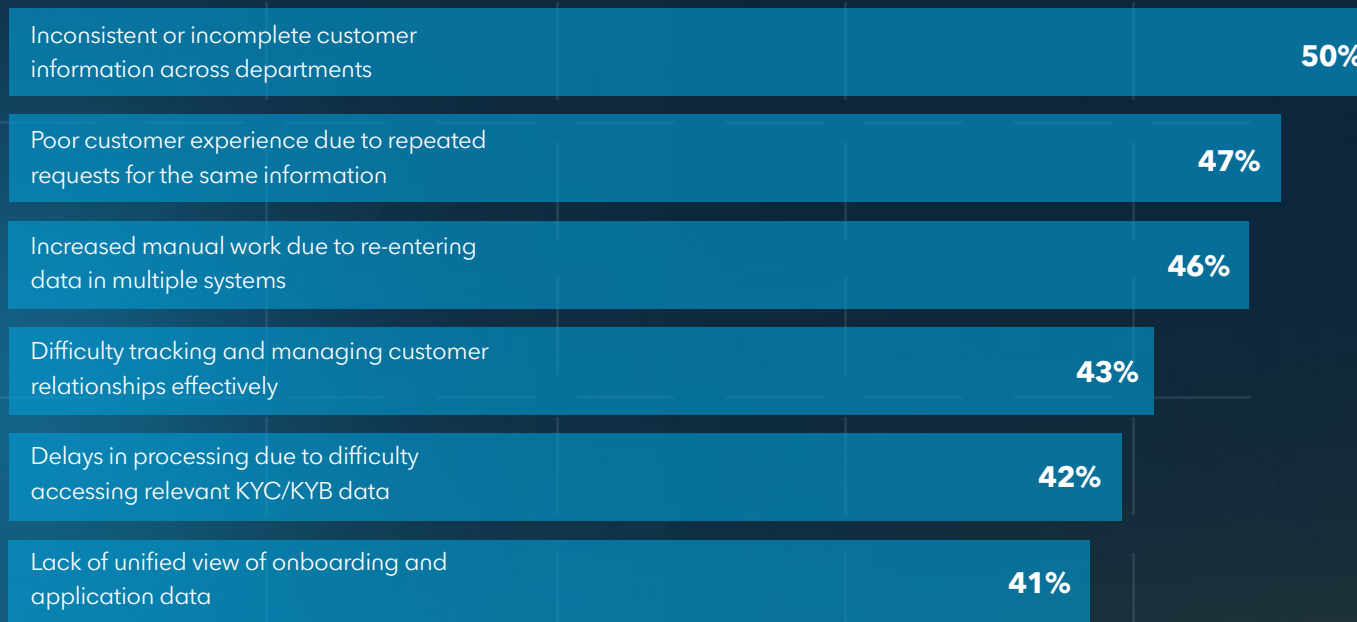 Inconsistent or incomplete customer
information across departments
50%
Poor customer experience due to repeated
requests for the same information
47%
Increased manual work due to re-entering
data in multiple systems
46%
Difficulty tracking and managing customer
relationships effectively
43%
Delays in processing due to difficulty
accessing relevant KYC/KYB data
42%
Lack of unified view of onboarding and
application data
41%